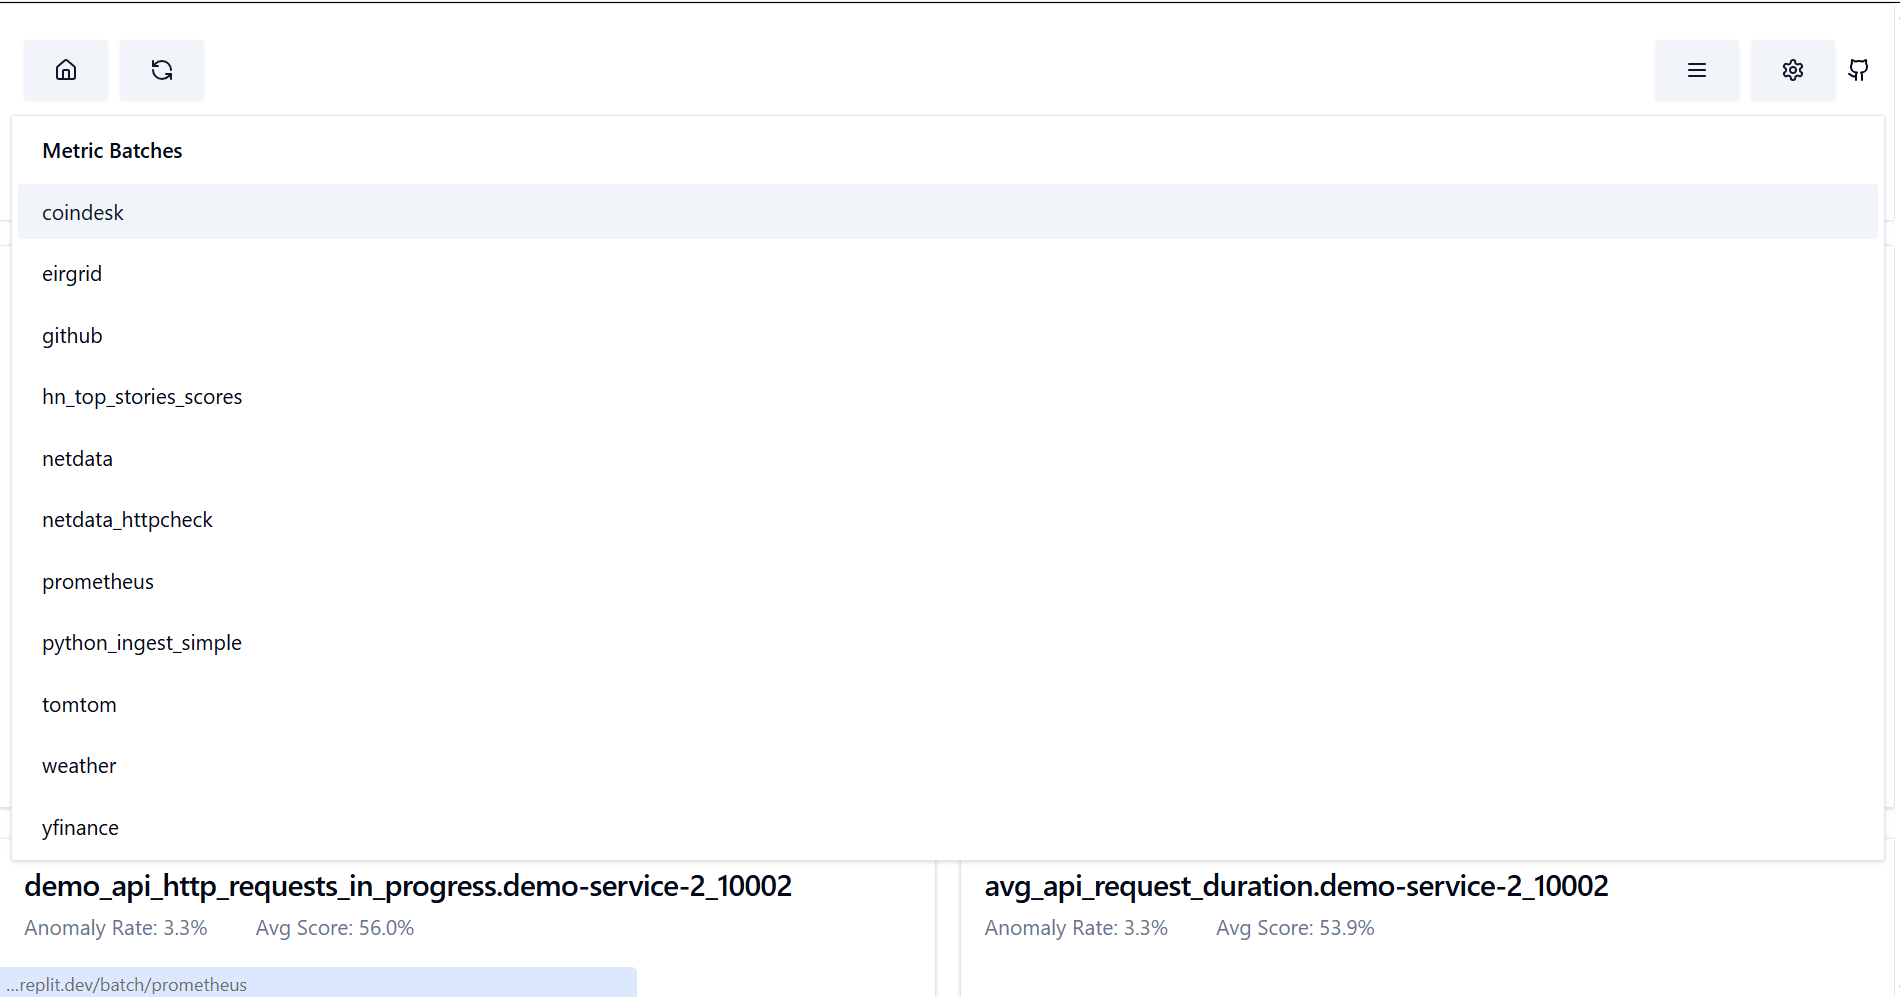 Metric Batches
coindesk
eirgrid
github
hn_top_stories_scores
netdata
netdata_httpcheck
prometheus
python_ingest_simple
tomtom
weather
yfinance
demo_api_http_requests_in_progress.demo-service-2_10002
Anomaly Rate: 3.3% Avg Score: 56.0%
avg_api_request_duration.demo-service-2_10002
Anomaly Rate: 3.3% Avg Score: 53.9%
...replit.dev/batch/prometheus